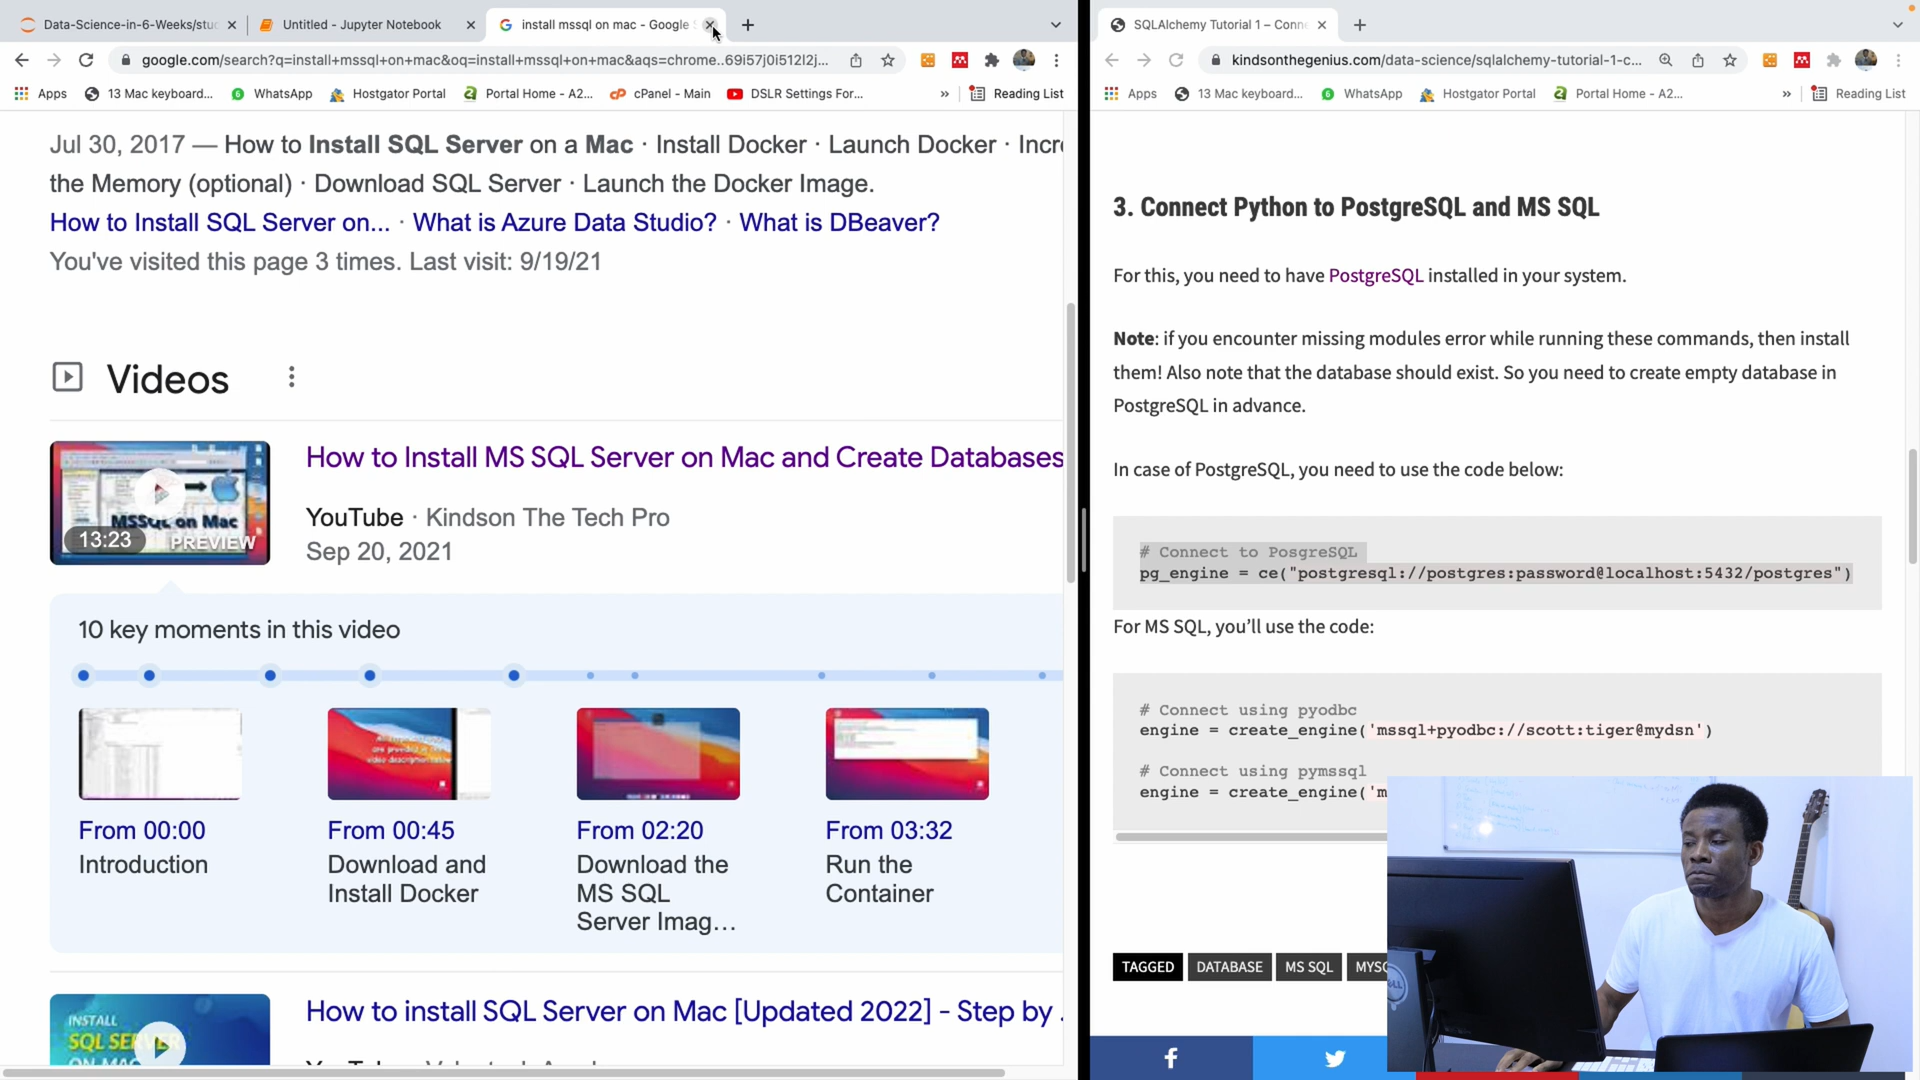 Data-Science-in-6-Weeks/stuc
Untitled - Jupyter Notebook
install mssql on mac - Google S
google.com/search?q=install+mssql+on+mac&oq=install+mssql+on+mac&aqs=chrome..69i57j0i512l2j...
Apps
13 Mac keyboard...
WhatsApp
Hostgator Portal
Portal Home - A2...
cPanel - Main
DSLR Settings For...
»
Reading List
Jul 30, 2017 — How to Install SQL Server on a Mac · Install Docker · Launch Docker · Incre
the Memory (optional) · Download SQL Server · Launch the Docker Image.
How to Install SQL Server on... · What is Azure Data Studio? · What is DBeaver?
You've visited this page 3 times. Last visit: 9/19/21
Videos
How to Install MS SQL Server on Mac and Create Databases
MSSQL on Mac
13:23
PREVIEW
YouTube · Kindson The Tech Pro
Sep 20, 2021
10 key moments in this video
From 00:00
Introduction
From 00:45
Download and
Install Docker
From 02:20
Download the
MS SQL
Server Imag...
From 03:32
Run the
Container
INSTALL
SQL SERVER
ON MAC
How to install SQL Server on Mac [Updated 2022] - Step by .
SQLAlchemy Tutorial 1 – Conne
kindsonthegenius.com/data-science/sqlalchemy-tutorial-1-c...
Apps
13 Mac keyboard...
WhatsApp
Hostgator Portal
Portal Home - A2...
»
Reading List
3. Connect Python to PostgreSQL and MS SQL
For this, you need to have PostgreSQL installed in your system.
Note: if you encounter missing modules error while running these commands, then install
them! Also note that the database should exist. So you need to create empty database in
PostgreSQL in advance.
In case of PostgreSQL, you need to use the code below:
# Connect to PosgreSQL
pg_engine = ce("postgresql://postgres:password@localhost:5432/postgres")
For MS SQL, you'll use the code:
# Connect using pyodbc
engine = create_engine('mssql+pyodbc://scott:tiger@mydsn')
# Connect using pymssql
engine = create_engine('m
TAGGED
DATABASE
MS SQL
MYSQ
DELL